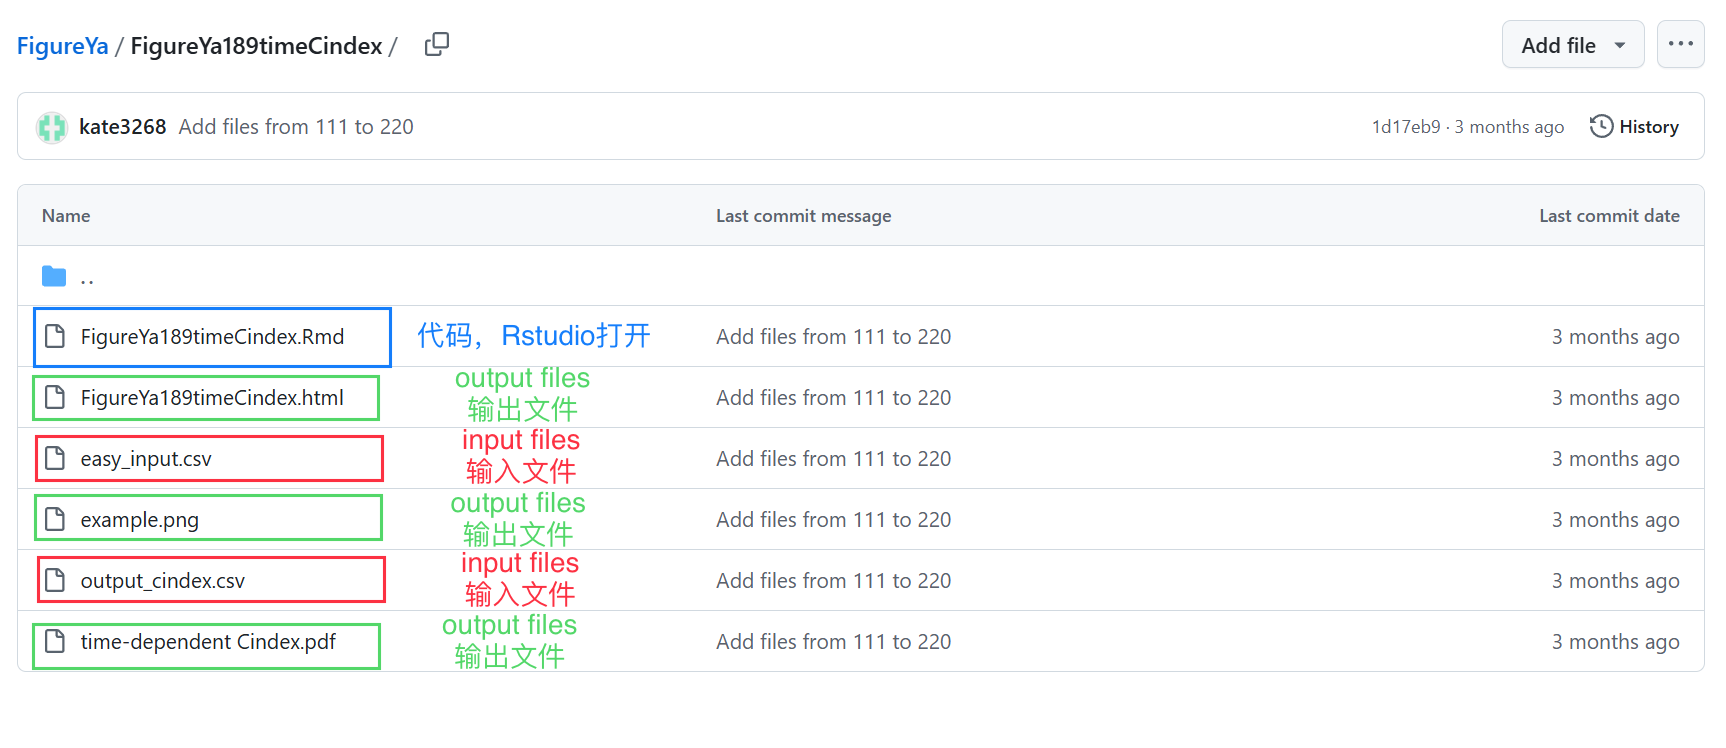 FigureYa / FigureYa189timeCindex /
Add file
kate3268 Add files from 111 to 220
1d17eb9 · 3 months ago
History
Name Last commit message Last commit date
..
FigureYa189timeCindex.Rmd 代码，Rstudio打开 Add files from 111 to 220 3 months ago
output files
FigureYa189timeCindex.html Add files from 111 to 220 3 months ago
输出文件
input files
easy_input.csv Add files from 111 to 220 3 months ago
输入文件
output files
example.png Add files from 111 to 220 3 months ago
输出文件
input files
output_cindex.csv Add files from 111 to 220 3 months ago
输入文件
output files
time-dependent Cindex.pdf Add files from 111 to 220 3 months ago
输出文件